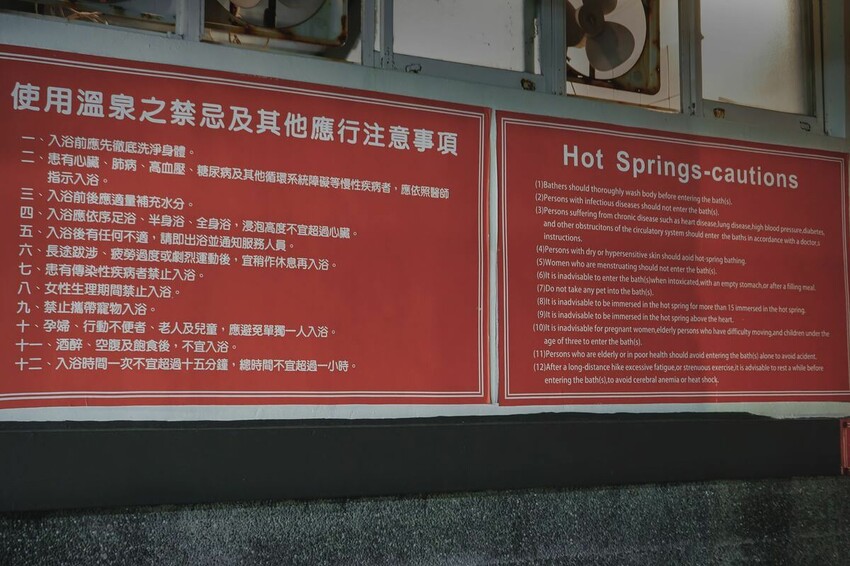 使用溫泉之禁忌及其他應行注意事項
一、入浴前應先徹底洗淨身體。
二、患有心臟、肺病、高血壓、糖尿病及其他循環系統障礙等慢性疾病者，應依照醫師
指示入浴。
三、入浴前後應適量補充水分。
四、入浴應依序足浴、半身浴、全身浴，浸泡高度不宜超過心臟。
五、入浴後有任何不適，請即出浴並通知服務人員。
六、長途跋涉、疲勞過度或劇烈運動後，宜稍作休息再入浴。
七、患有傳染性疾病者禁止入浴。
八、女性生理期間禁止入浴。
九、禁止攜帶寵物入浴。
十、孕婦、行動不便者、老人及兒童，應避免單獨一人入浴。
十一、酒醉、空腹及飽食後，不宜入浴。
十二、入浴時間一次不宜超過十五分鐘，總時間不宜超過一小時。
Hot Springs-cautions
(1)Bathers should thoroughly wash body before entering the bath(s).
(2)Persons with infectious diseases should not enter the bath(s).
(3)Persons suffering from chronic disease such as heart disease,lung disease,high blood pressure,diabetes,
and other obstrucitons of the circulatory system should enter the baths in accordance with a doctor,s
instructions.
(4)Persons with dry or hypersensitive skin should aoid hot-spring bathing.
(5)Women who are menstruating should not enter the bath(s).
(6)It is inadvisable to enter the bath(s)when intoxicated,with an empty stomach,or after a filling meal.
(7)Do not take any pet into the bath(s).
(8)It is inadvisable to be immersed in the hot spring for more than 15 immersed in the hot spring.
(9)It is inadvisable to be immersed in the hot spring above the heart.
(10)It is inadvisable for pregnant women,elderly persons who have difficulty moving,and children under the
age of three to enter the bath(s).
(11)Persons who are elderly or in poor health should avoid entering the bath(s) alone to avoid accident.
(12)After a long-distance hike excessive fatigue,or strenuous exercise,it is advisable to rest a while before
entering the bath(s),to avoid cerebral anemia or heat shock.